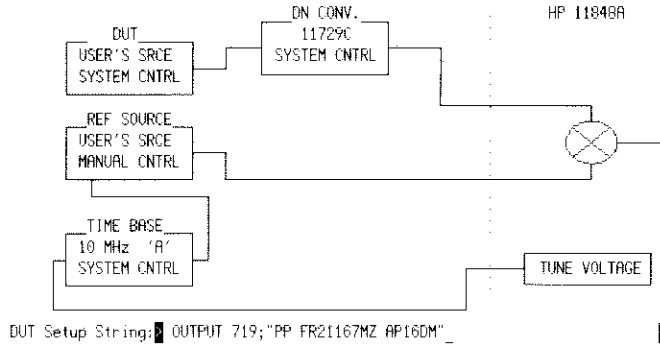 DN CONV.
HP 11848A
DUT
11729C
USER'S SRCE
SYSTEM CNTRL
SYSTEM CNTRL
REF SOURCE
USER'S SRCE
MANUAL CNTRL
TIME BASE
10 MHz 'A'
SYSTEM CNTRL
TUNE VOLTAGE
DUT Setup String:> OUTPUT 719;"PP FR21167MZ AP16DM"_